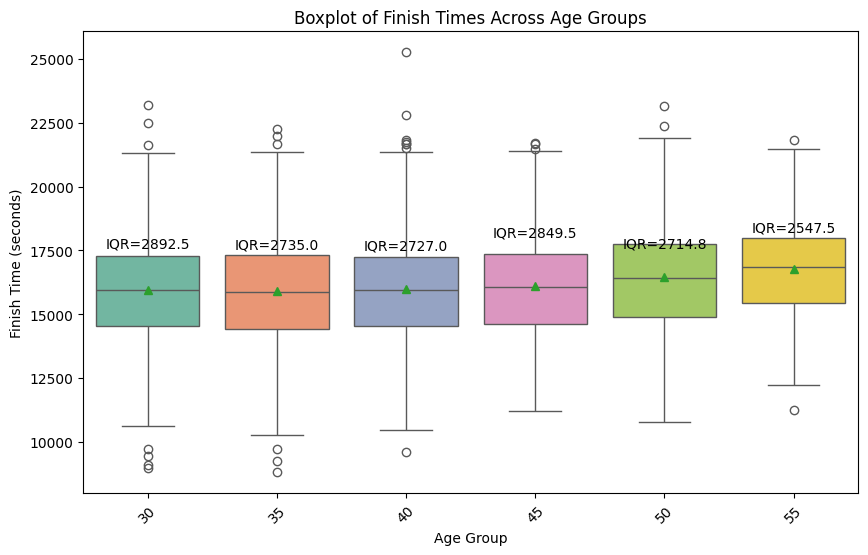 Boxplot of Finish Times Across Age Groups
Finish Time (seconds)
25000
22500
20000
17500
15000
12500
10000
IQR=2892.5
IQR=2735.0
IQR=2727.0
IQR=2849.5
IQR=2714.8
IQR=2547.5
30
35
40
45
50
55
Age Group